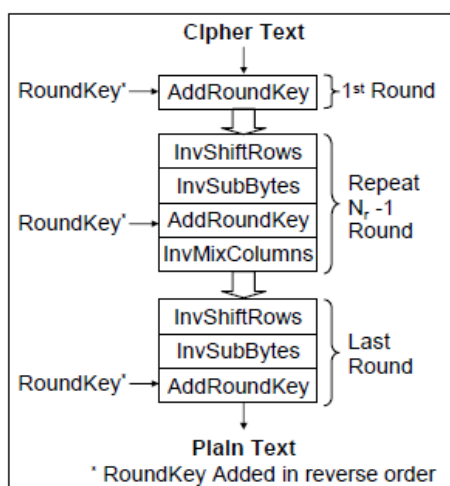 CIpher Text
RoundKey* AddRoundKey 1st Round
InvShiftRows
InvSubBytes
RoundKey* AddRoundKey
InvMixColumns
Repeat
Nr -1
Round
InvShiftRows
InvSubBytes
RoundKey* AddRoundKey
Last
Round
PlaIn Text
* RoundKey Added in reverse order